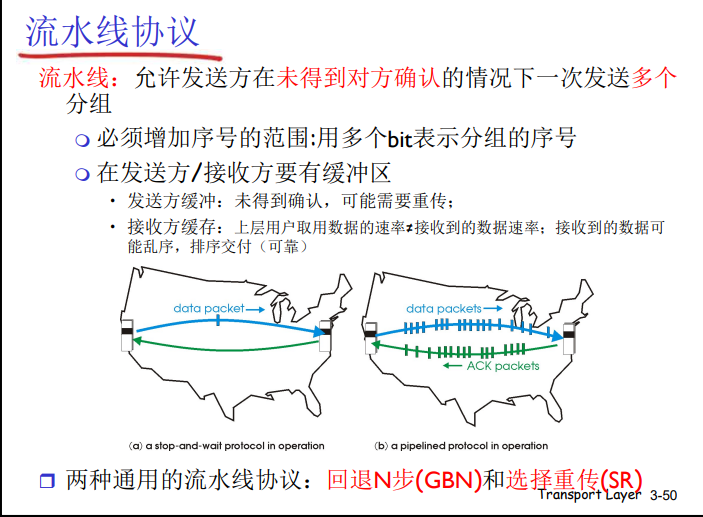 流水线协议
流水线：允许发送方在未得到对方确认的情况下一次发送多个
分组
必须增加序号的范围:用多个bit表示分组的序号
在发送方/接收方要有缓冲区
• 发送方缓冲：未得到确认，可能需要重传；
• 接收方缓存：上层用户取用数据的速率≠接收到的数据速率；接收到的数据可
能乱序，排序交付（可靠）
data packet
data packets
ACK packets
(a) a stop-and-wait protocol in operation
(b) a pipelined protocol in operation
两种通用的流水线协议：回退N步(GBN)和选择重传(SR)
Transport Layer 3-50